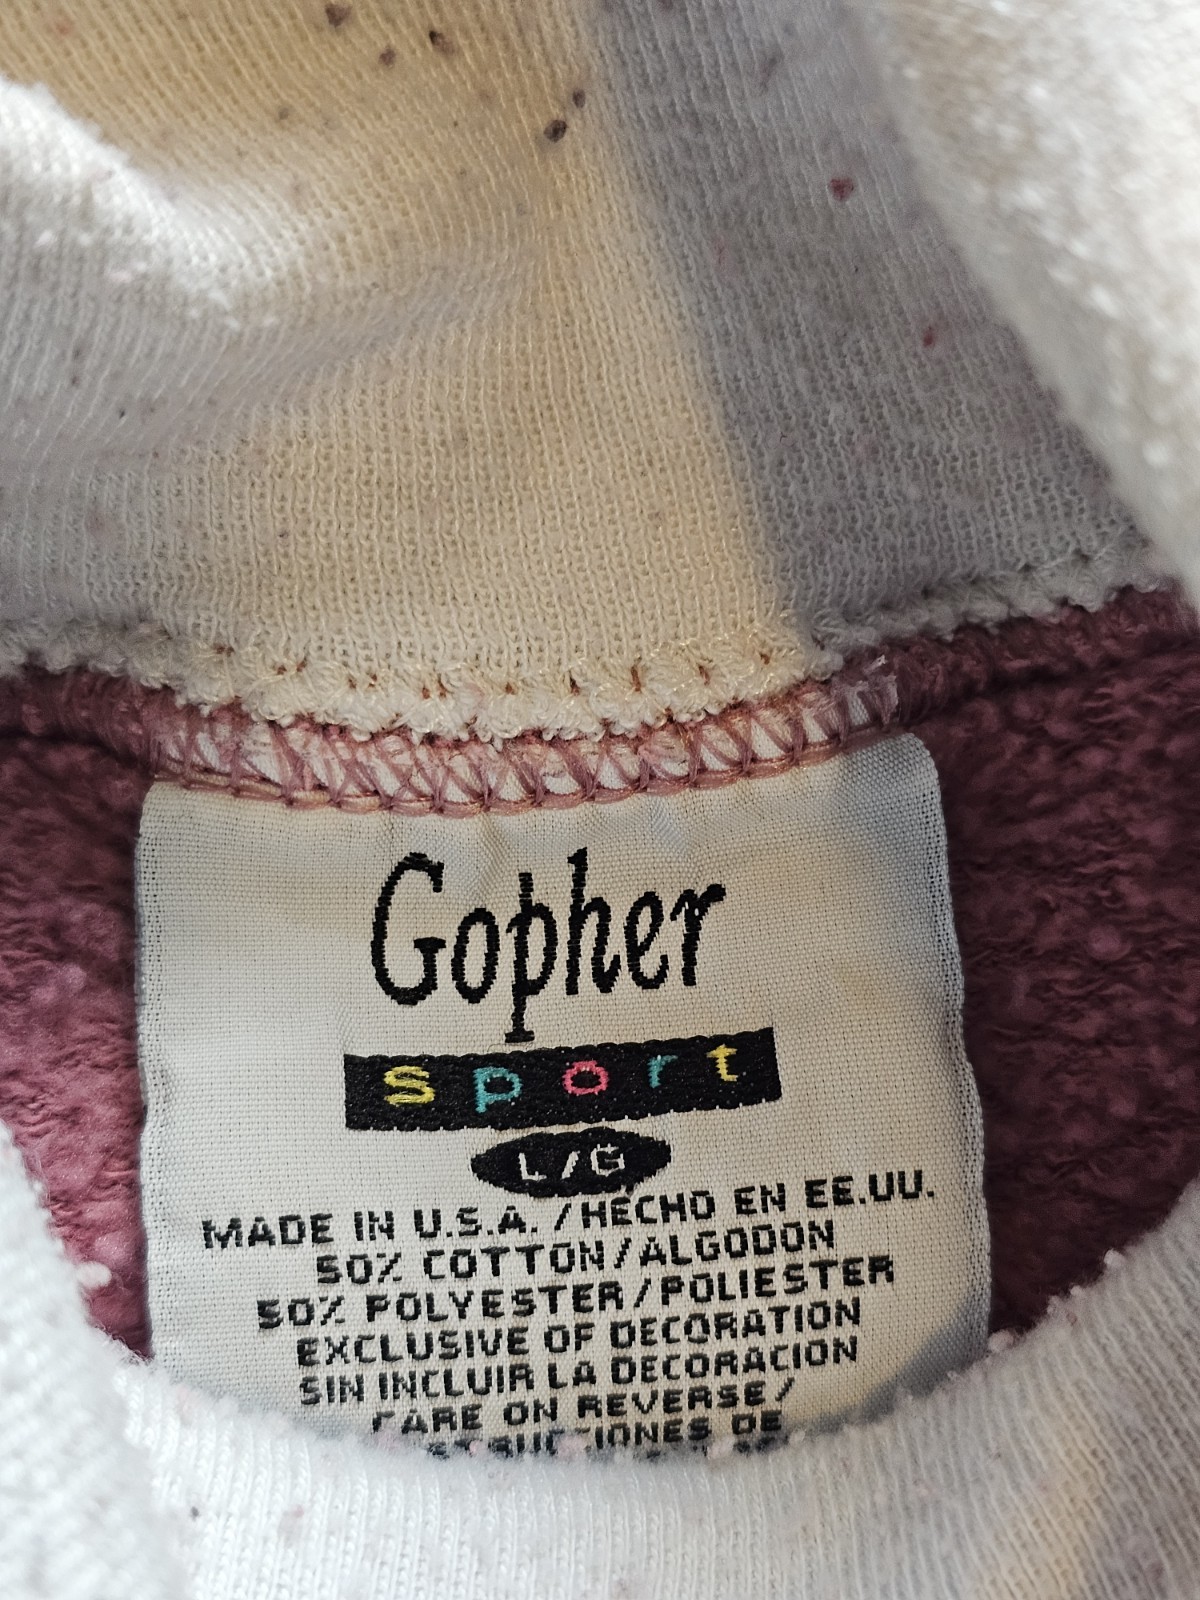 Gopher
sport
L/G
MADE IN U.S.A./HECHO EN EE.UU.
50% COTTON/ALGODON
50% POLYESTER/POLIESTER
EXCLUSIVE OF DECORATION
SIN INCLUIR LA DECORACION
CARE ON REVERSE/
DE